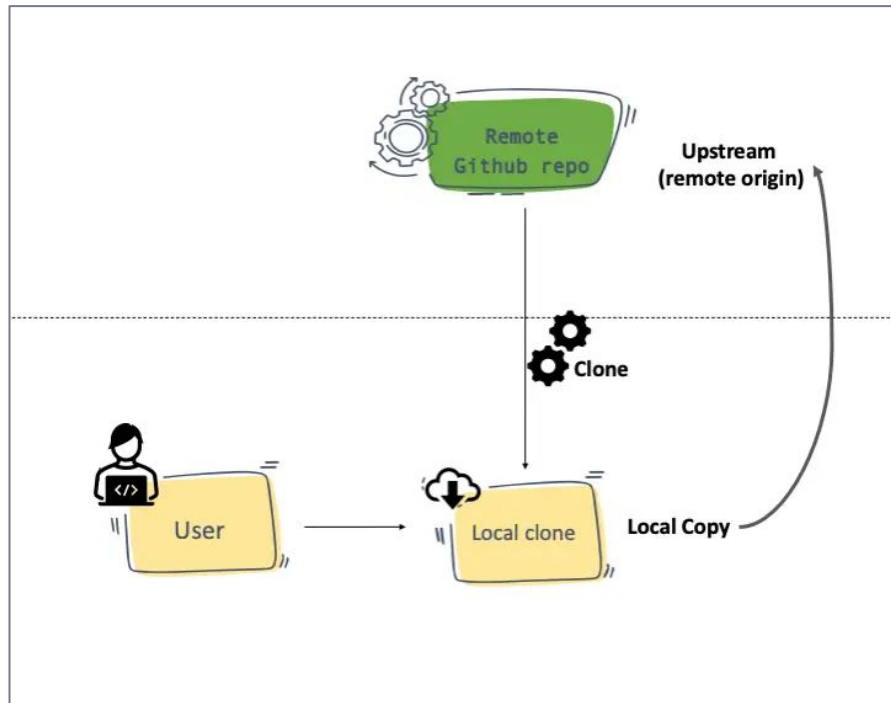 Remote
Github repo
Upstream
(remote origin)
Clone
</>
User
Local clone
Local Copy